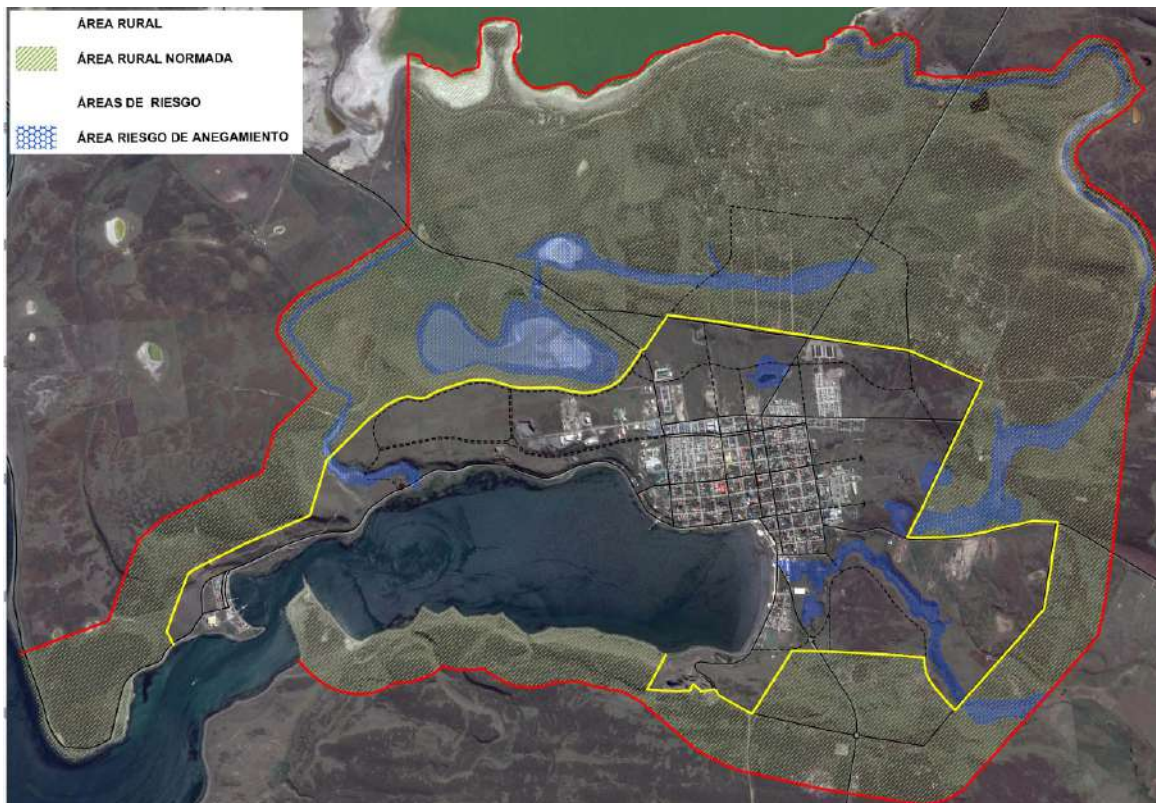 ÁREA RURAL
ÁREA RURAL NORMADA
ÁREAS DE RIESGO
ÁREA RIESGO DE ANEGAMIENTO